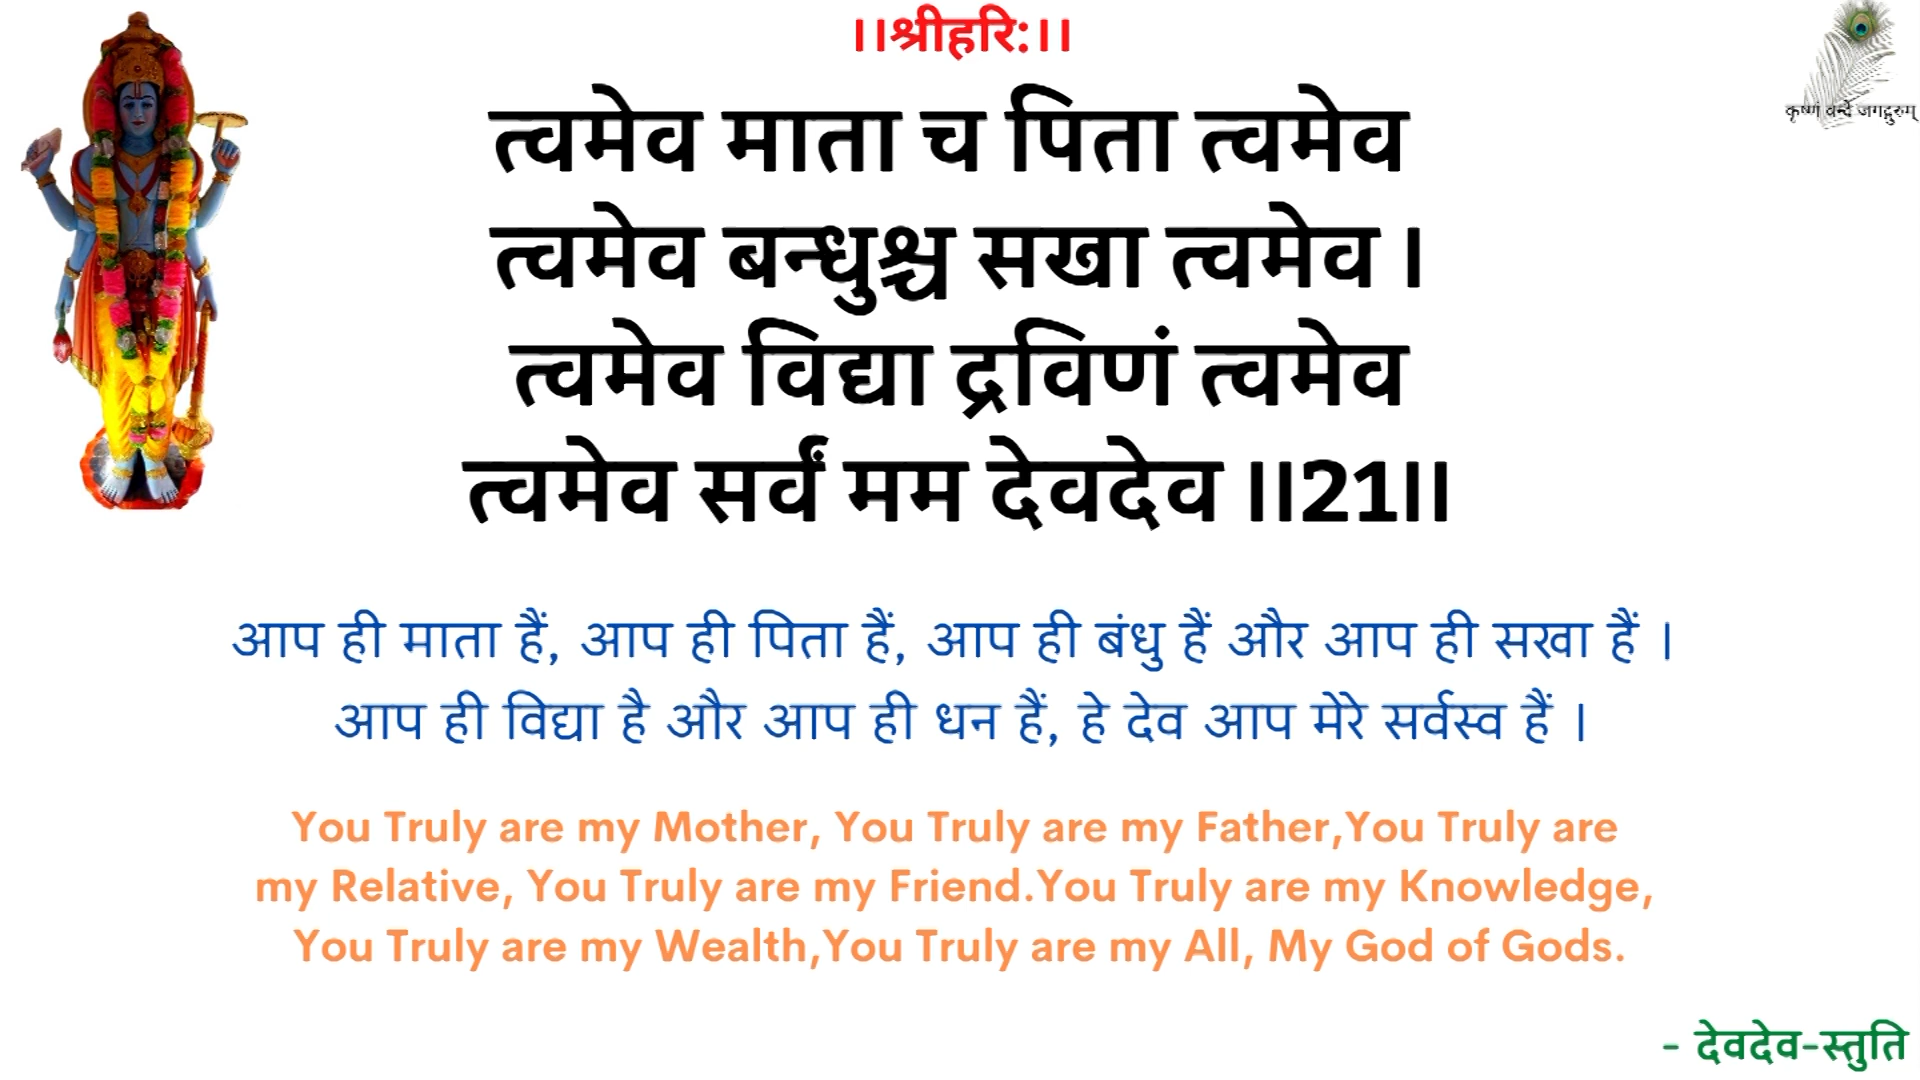 ।।श्रीहरि:।।
कृष्णं वन्दे जगद्गुरुम्
त्वमेव माता च पिता त्वमेव
त्वमेव बन्धुश्च सखा त्वमेव ।
त्वमेव विद्या द्रविणं त्वमेव
त्वमेव सर्वं मम देवदेव ।।21।।
आप ही माता हैं, आप ही पिता हैं, आप ही बंधु हैं और आप ही सखा हैं ।
आप ही विद्या है और आप ही धन हैं, हे देव आप मेरे सर्वस्व हैं ।
You Truly are my Mother, You Truly are my Father,You Truly are
my Relative, You Truly are my Friend.You Truly are my Knowledge,
You Truly are my Wealth,You Truly are my All, My God of Gods.
- देवदेव-स्तुति